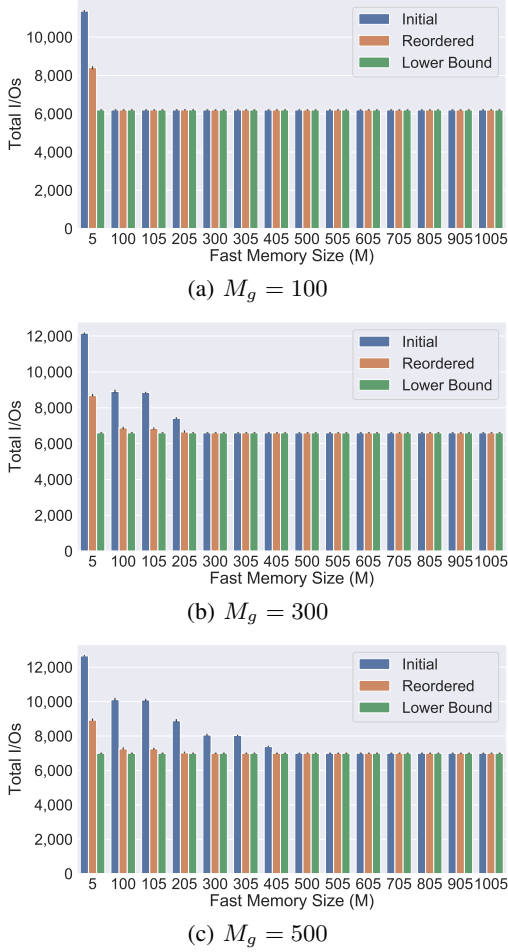 10,000
8,000
6,000
4,000
2,000
0
Total I/Os
Initial
Reordered
Lower Bound
5 100 105 205 300 305 405 500 505 605 705 805 905 1005
Fast Memory Size (M)
(a) M_g = 100
12,000
10,000
8,000
6,000
4,000
2,000
0
Total I/Os
Initial
Reordered
Lower Bound
5 100 105 205 300 305 405 500 505 605 705 805 905 1005
Fast Memory Size (M)
(b) M_g = 300
12,000
10,000
8,000
6,000
4,000
2,000
0
Total I/Os
Initial
Reordered
Lower Bound
5 100 105 205 300 305 405 500 505 605 705 805 905 1005
Fast Memory Size (M)
(c) M_g = 500